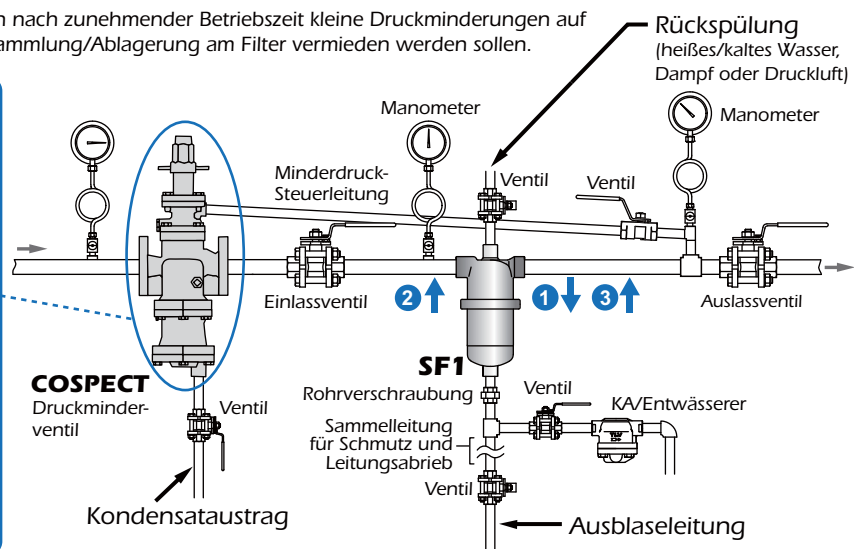 nach zunehmender Betriebszeit kleine Druckminderungen auf
am Filter vermieden werden sollen.
Rückspülung
(heißes/kaltes Wasser,
Dampf oder Druckluft)
Manometer
Manometer
Minderdruck-
Steuerleitung
Ventil
Ventil
Einlassventil
2
1
3
Auslassventil
COSPECT
Druckminder-
ventil
SF1
Rohrverschraubung
Ventil
KA/Entwässerer
Ventil
Sammelleitung
für Schmutz und
Leitungsabrieb
TLV
Ventil
Kondensataustrag
Ausblaseleitung